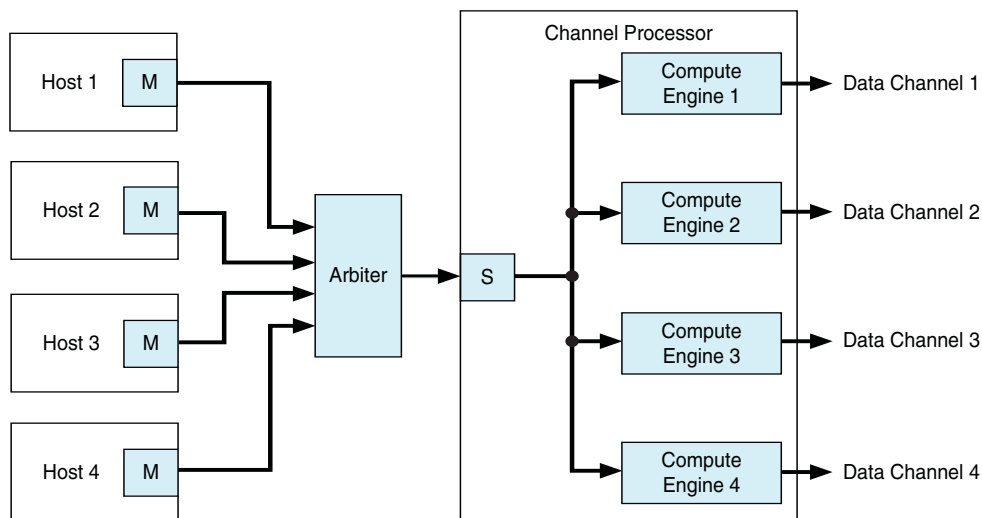 Channel Processor
Host 1
M
Compute
Engine 1
Data Channel 1
Host 2
M
Compute
Engine 2
Data Channel 2
Arbiter
S
Host 3
M
Compute
Engine 3
Data Channel 3
Host 4
M
Compute
Engine 4
Data Channel 4